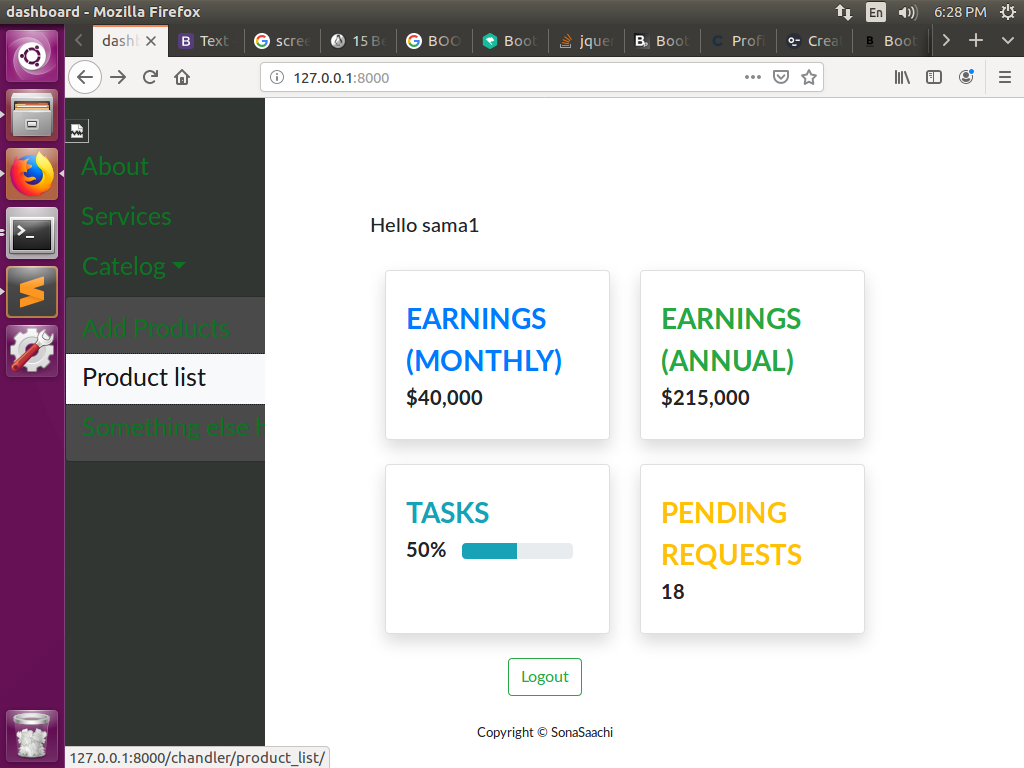 dashboard - Mozilla Firefox
En
6:28 PM
dash
B Text
G scree
15 Be
G BOO
Boot
jque
B Boot
C Profi
Crea
B Boot
127.0.0.1:8000
About
Services
Catelog
Add Products
Product list
Something else h
Hello sama1
EARNINGS
(MONTHLY)
$40,000
EARNINGS
(ANNUAL)
$215,000
TASKS
50%
PENDING
REQUESTS
18
Logout
Copyright © SonaSaachi
127.0.0.1:8000/chandler/product_list/